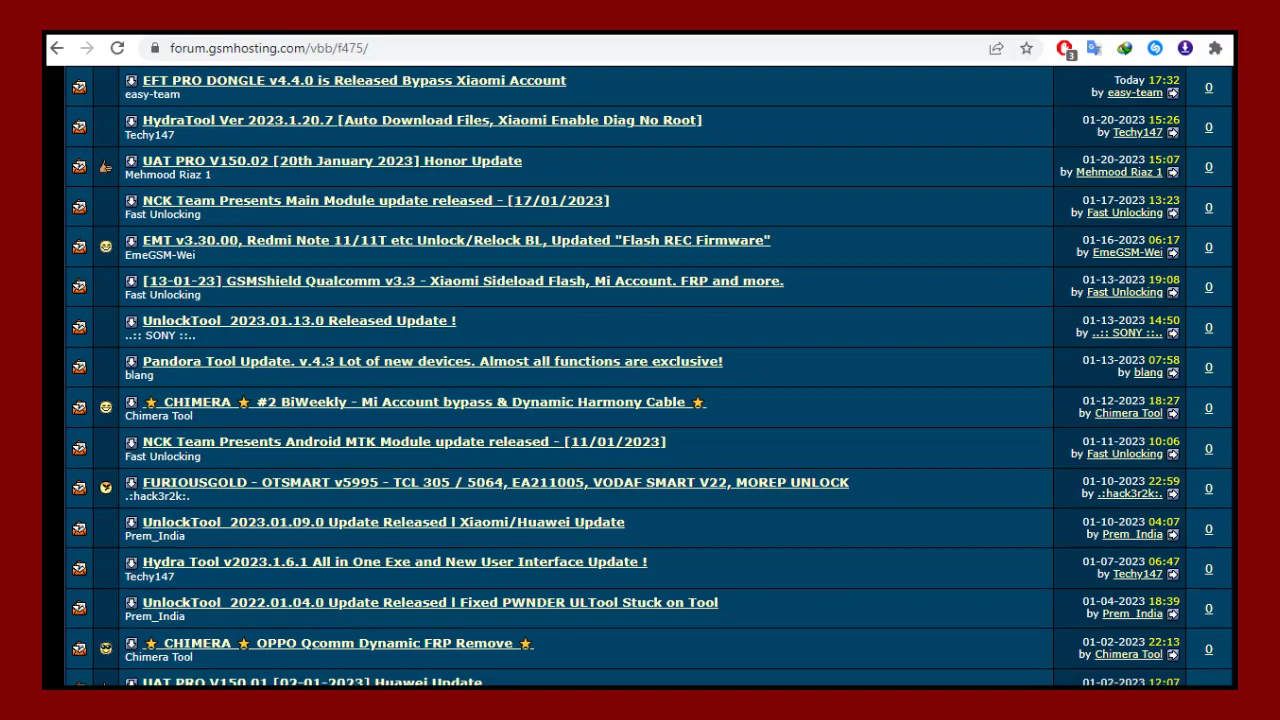 forum.gsmhosting.com/vbb/f475/
3
EFT PRO DONGLE v4.4.0 is Released Bypass Xiaomi Account
easy-team
Today 17:32
by easy-team
0
HydraTool Ver 2023.1.20.7 [Auto Download Files, Xiaomi Enable Diag No Root]
Techy147
01-20-2023 15:26
by Techy147
0
UAT PRO V150.02 [20th January 2023] Honor Update
Mehmood Riaz 1
01-20-2023 15:07
by Mehmood Riaz 1
0
NCK Team Presents Main Module update released - [17/01/2023]
Fast Unlocking
01-17-2023 13:23
by Fast Unlocking
0
EMT v3.30.00, Redmi Note 11/11T etc Unlock/Relock BL, Updated "Flash REC Firmware"
EmeGSM-Wei
01-16-2023 06:17
by EmeGSM-Wei
0
[13-01-23] GSMShield Qualcomm v3.3 - Xiaomi Sideload Flash, Mi Account. FRP and more.
Fast Unlocking
01-13-2023 19:08
by Fast Unlocking
0
UnlockTool_2023.01.13.0 Released Update !
..:: SONY ::..
01-13-2023 14:50
by ..:: SONY ::..
0
Pandora Tool Update. v.4.3 Lot of new devices. Almost all functions are exclusive!
blang
01-13-2023 07:58
by blang
0
⭐ CHIMERA ⭐ #2 BiWeekly - Mi Account bypass & Dynamic Harmony Cable ⭐
Chimera Tool
01-12-2023 18:27
by Chimera Tool
0
NCK Team Presents Android MTK Module update released - [11/01/2023]
Fast Unlocking
01-11-2023 10:06
by Fast Unlocking
0
FURIOUSGOLD - OTSMART v5995 - TCL 305 / 5064, EA211005, VODAF SMART V22, MOREP UNLOCK
.:hack3r2k:.
01-10-2023 22:59
by .:hack3r2k:.
0
UnlockTool_2023.01.09.0 Update Released l Xiaomi/Huawei Update
Prem_India
01-10-2023 04:07
by Prem_India
0
Hydra Tool v2023.1.6.1 All in One Exe and New User Interface Update !
Techy147
01-07-2023 06:47
by Techy147
0
UnlockTool_2022.01.04.0 Update Released l Fixed PWNDER ULTool Stuck on Tool
Prem_India
01-04-2023 18:39
by Prem_India
0
⭐ CHIMERA ⭐ OPPO Qcomm Dynamic FRP Remove ⭐
Chimera Tool
01-02-2023 22:13
by Chimera Tool
0
UAT PRO V150.01 [02-01-2023] Huawei Update
01-02-2023 12:07